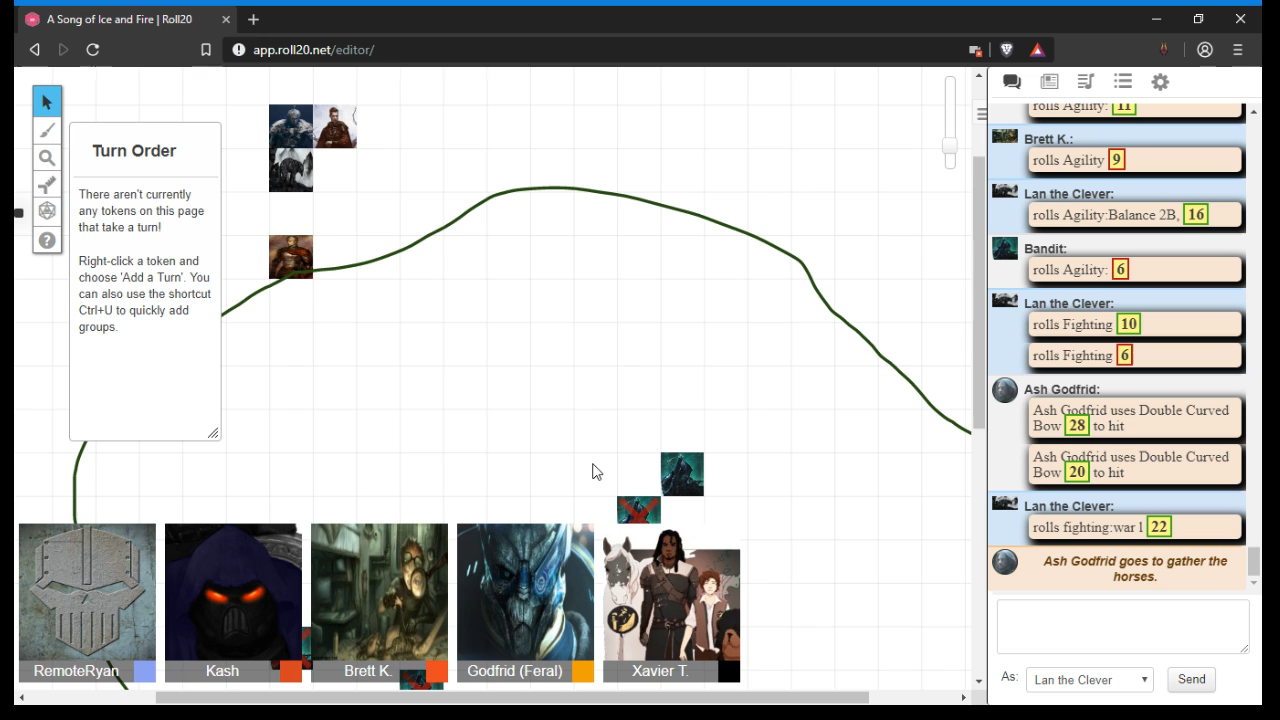 A Song of Ice and Fire | Roll20
app.roll20.net/editor/
Turn Order
There aren't currently
any tokens on this page
that take a turn!
Right-click a token and
choose 'Add a Turn'. You
can also use the shortcut
Ctrl+U to quickly add
groups.
RemoteRyan
Kash
Brett K.
Godfrid (Feral)
Xavier T.
rolls Agility: 11
Brett K.:
rolls Agility 9
Lan the Clever:
rolls Agility:Balance 2B, 16
Bandit:
rolls Agility: 6
Lan the Clever:
rolls Fighting 10
rolls Fighting 6
Ash Godfrid:
Ash Godfrid uses Double Curved
Bow 28 to hit
Ash Godfrid uses Double Curved
Bow 20 to hit
Lan the Clever:
rolls fighting:war l 22
Ash Godfrid goes to gather the
horses.
As: Lan the Clever Send